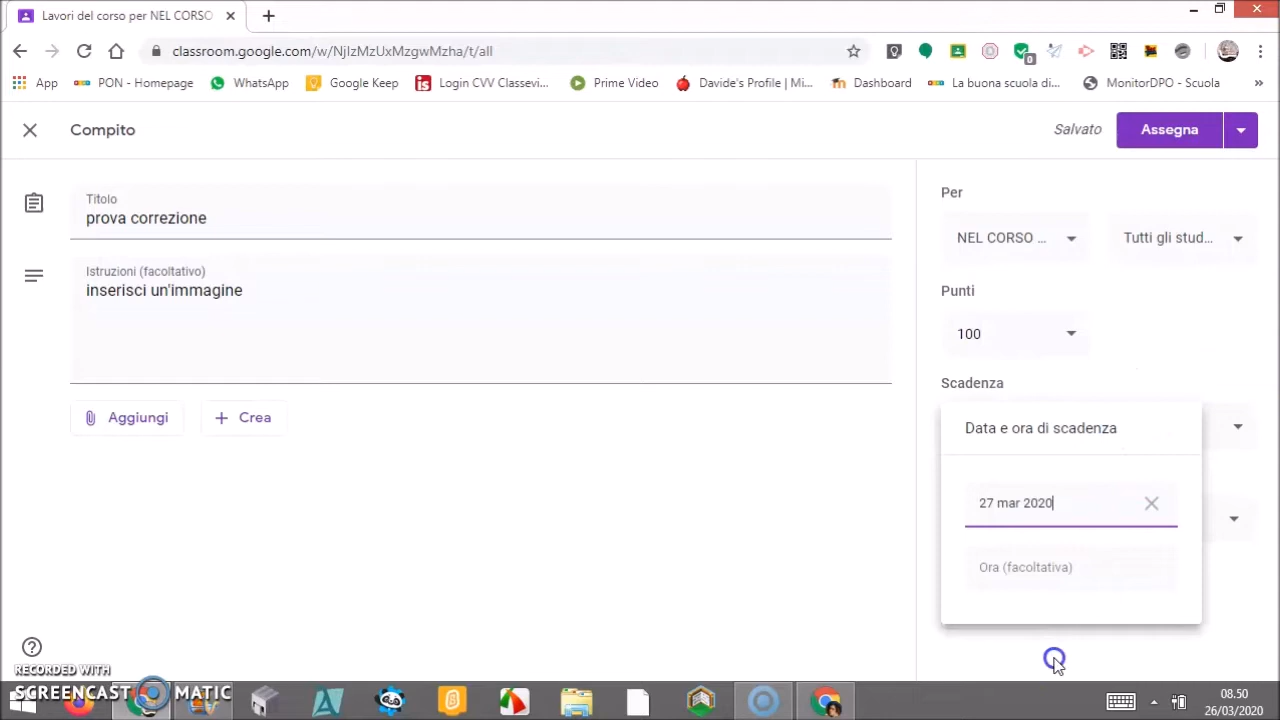 Lavori del corso per NEL CORSO
classroom.google.com/w/NjIzMzUxMzgwMzha/t/all
0
App
PON - Homepage
WhatsApp
Google Keep
Login CVV Classevi...
Prime Video
Davide's Profile | Mi...
Dashboard
La buona scuola di...
MonitorDPO - Scuola
»
Compito
Salvato
Assegna
Titolo
prova correzione
Istruzioni (facoltativo)
inserisci un'immagine
Aggiungi
Crea
Per
NEL CORSO ...
Tutti gli stud...
Punti
100
Scadenza
Data e ora di scadenza
27 mar 2020
Ora (facoltativa)
RECORDED WITH
SCREENCAST MATIC
08.50
26/03/2020